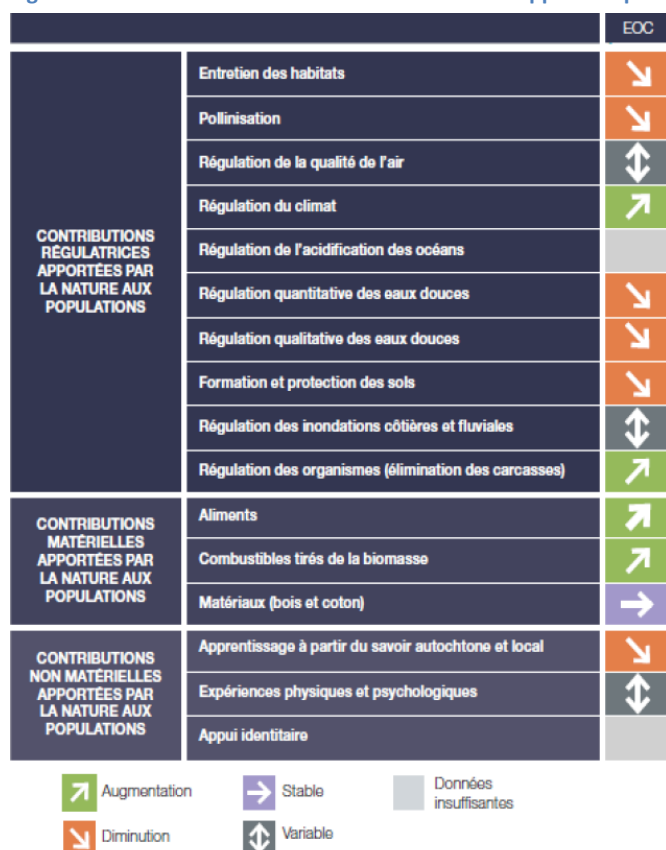 EOC
CONTRIBUTIONS
RÉGULATRICES
APPORTÉES PAR
LA NATURE AUX
POPULATIONS
Entretien des habitats
Pollinisation
Régulation de la qualité de l'air
Régulation du climat
Régulation de l'acidification des océans
Régulation quantitative des eaux douces
Régulation qualitative des eaux douces
Formation et protection des sols
Régulation des inondations côtières et fluviales
Régulation des organismes (élimination des carcasses)
CONTRIBUTIONS
MATÉRIELLES
APPORTÉES PAR
LA NATURE AUX
POPULATIONS
Aliments
Combustibles tirés de la biomasse
Matériaux (bois et coton)
CONTRIBUTIONS
NON MATÉRIELLES
APPORTÉES PAR
LA NATURE AUX
POPULATIONS
Apprentissage à partir du savoir autochtone et local
Expériences physiques et psychologiques
Appui identitaire
Augmentation
Stable
Données
insuffisantes
Diminution
Variable